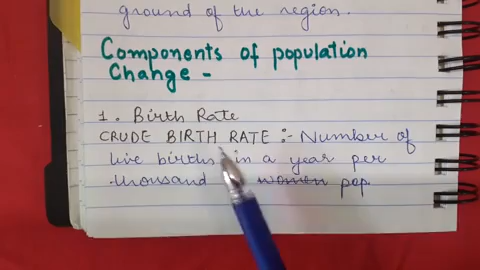 ground of the region.
Components of population
Change -
1. Birth Rate
CRUDE BIRTH RATE :- Number of
live births in a year per
thousand women pop.